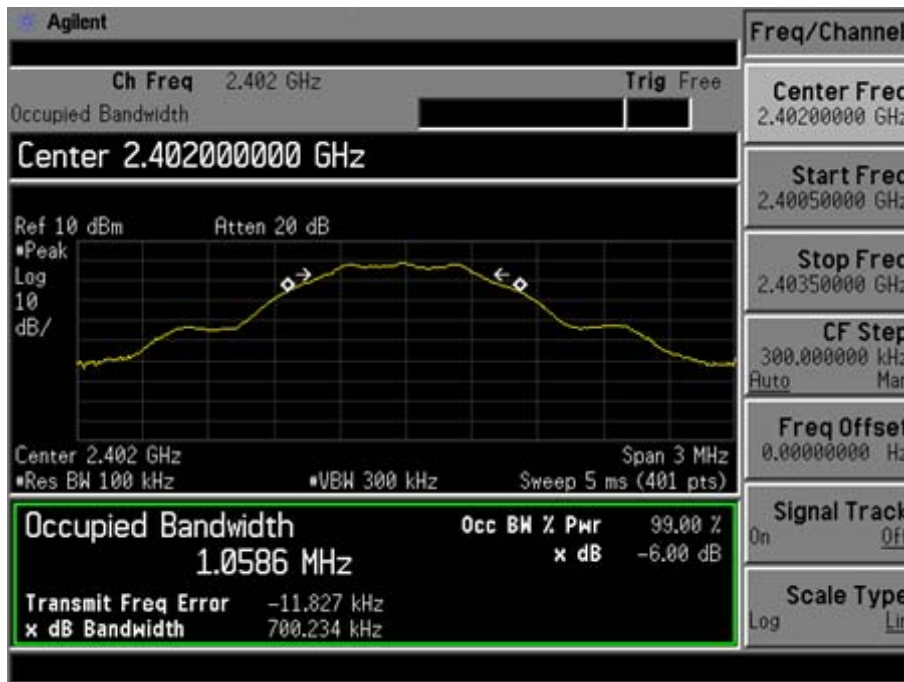 Agilent
Freq/Channel
Ch Freq 2.402 GHz Trig Free
Occupied Bandwidth
Center 2.402000000 GHz
Ref 10 dBm Atten 20 dB
*Peak
Log
10
dB/
Center 2.402 GHz Span 3 MHz
*Res BW 100 kHz *VBW 300 kHz Sweep 5 ms (401 pts)
Occupied Bandwidth
1.0586 MHz
Occ BW % Pwr 99.00 %
x dB -6.00 dB
Transmit Freq Error -11.827 kHz
x dB Bandwidth 700.234 kHz
Center Freq
2.40200000 GHz
Start Freq
2.40050000 GHz
Stop Freq
2.40350000 GHz
CF Step
300.000000 kHz
Auto Man
Freq Offset
0.00000000 Hz
Signal Track
On Off
Scale Type
Log Lin